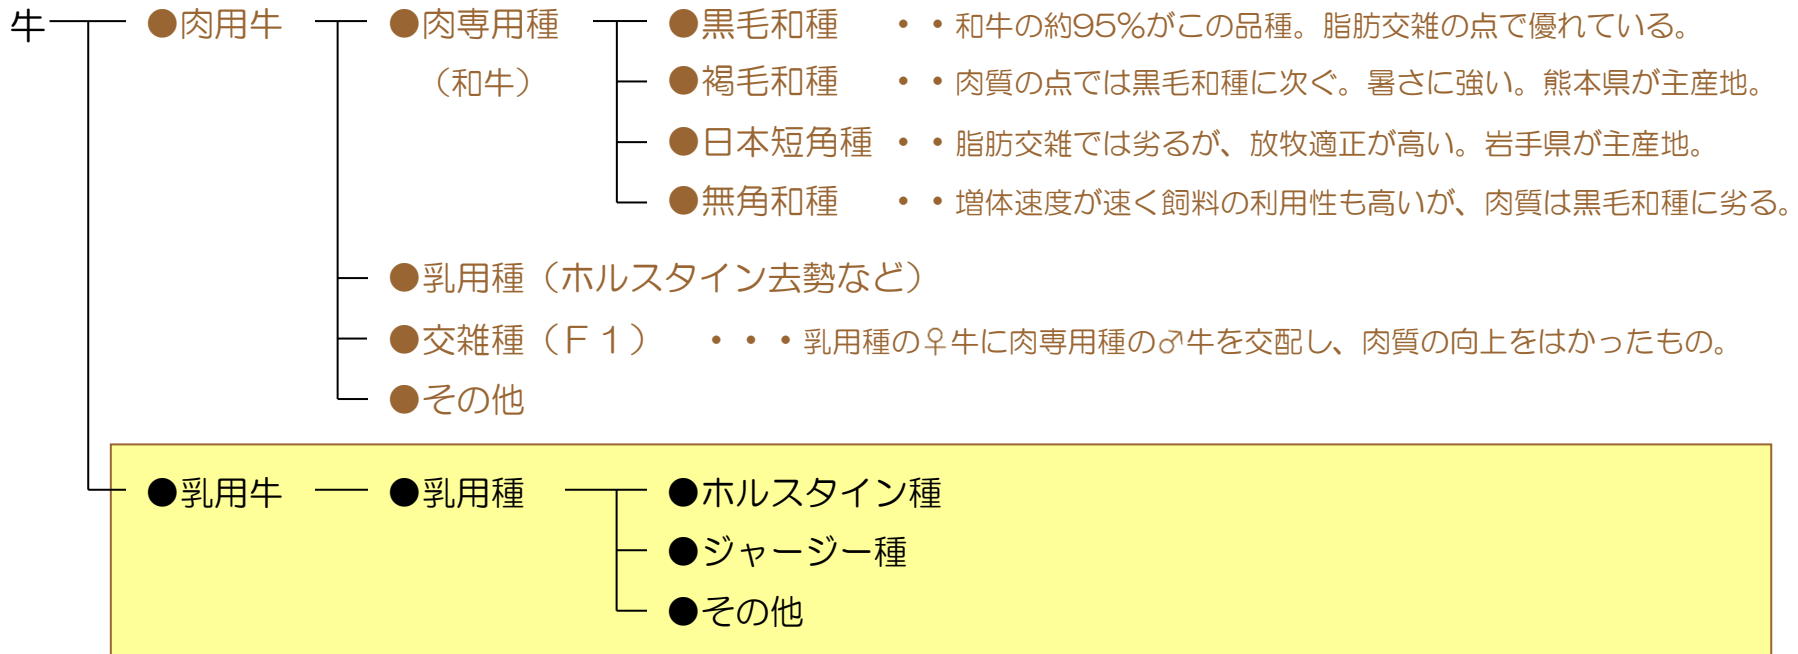 牛 ●肉用牛 ●肉専用種 ●黒毛和種 ・・和牛の約95%がこの品種。脂肪交雑の点で優れている。
（和牛） ●褐毛和種 ・・肉質の点では黒毛和種に次ぐ。暑さに強い。熊本県が主産地。
●日本短角種 ・・脂肪交雑では劣るが、放牧適正が高い。岩手県が主産地。
●無角和種 ・・増体速度が速く飼料の利用性も高いが、肉質は黒毛和種に劣る。
●乳用種（ホルスタイン去勢など）
●交雑種（Ｆ１） ・・・乳用種の♀牛に肉専用種の♂牛を交配し、肉質の向上をはかったもの。
●その他
●乳用牛 ●乳用種 ●ホルスタイン種
●ジャージー種
●その他